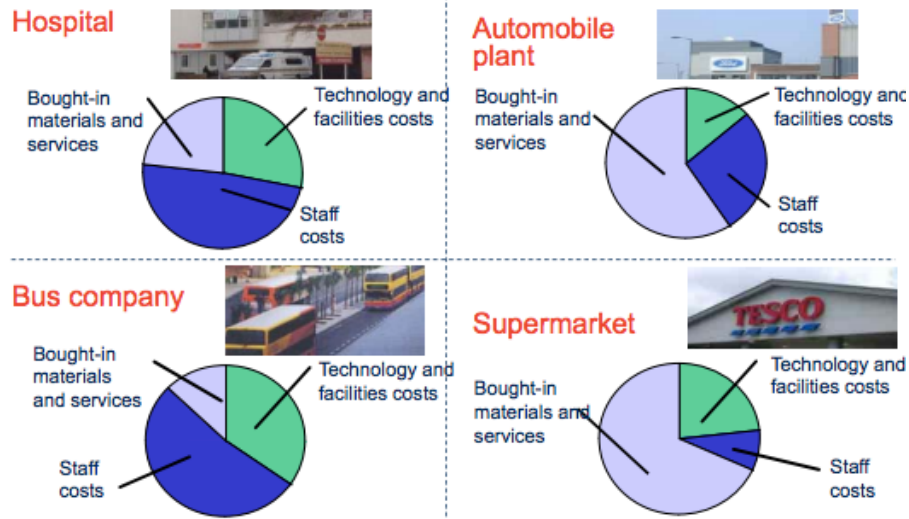 Hospital
Bought-in
materials and
services
Technology and
facilities costs
Staff
costs
Automobile
plant
Ford
Bought-in
materials and
services
Technology and
facilities costs
Staff
costs
Bus company
Bought-in
materials
and services
Technology and
facilities costs
Staff
costs
Supermarket
TESCO
Bought-in
materials and
services
Technology and
facilities costs
Staff
costs